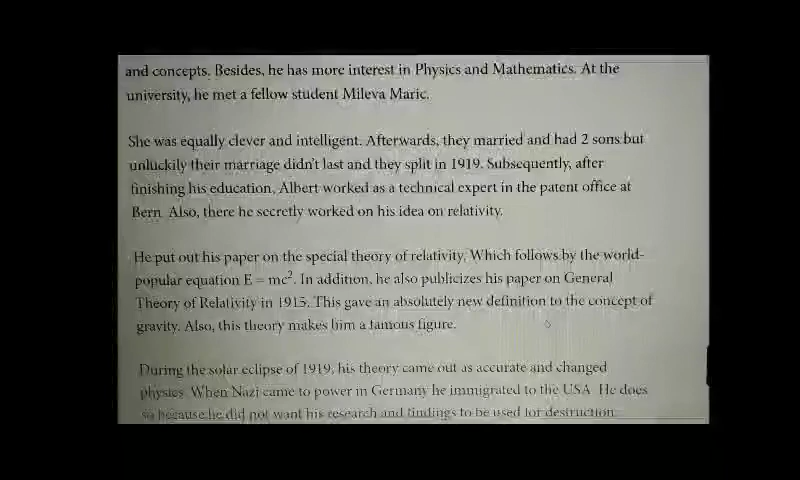 and concepts. Besides, he has more interest in Physics and Mathematics. At the
university, he met a fellow student Mileva Maric.
She was equally clever and intelligent. Afterwards, they married and had 2 sons but
unluckily their marriage didn't last and they split in 1919. Subsequently, after
finishing his education, Albert worked as a technical expert in the patent office at
Bern. Also, there he secretly worked on his idea on relativity.
He put out his paper on the special theory of relativity. Which follows by the world-
popular equation E = mc². In addition, he also publicizes his paper on General
Theory of Relativity in 1915. This gave an absolutely new definition to the concept of
gravity. Also, this theory makes him a famous figure.
During the solar eclipse of 1919, his theory came out as accurate and changed
physics. When Nazi came to power in Germany he immigrated to the USA. He does
so because he did not want his research and findings to be used for destruction.